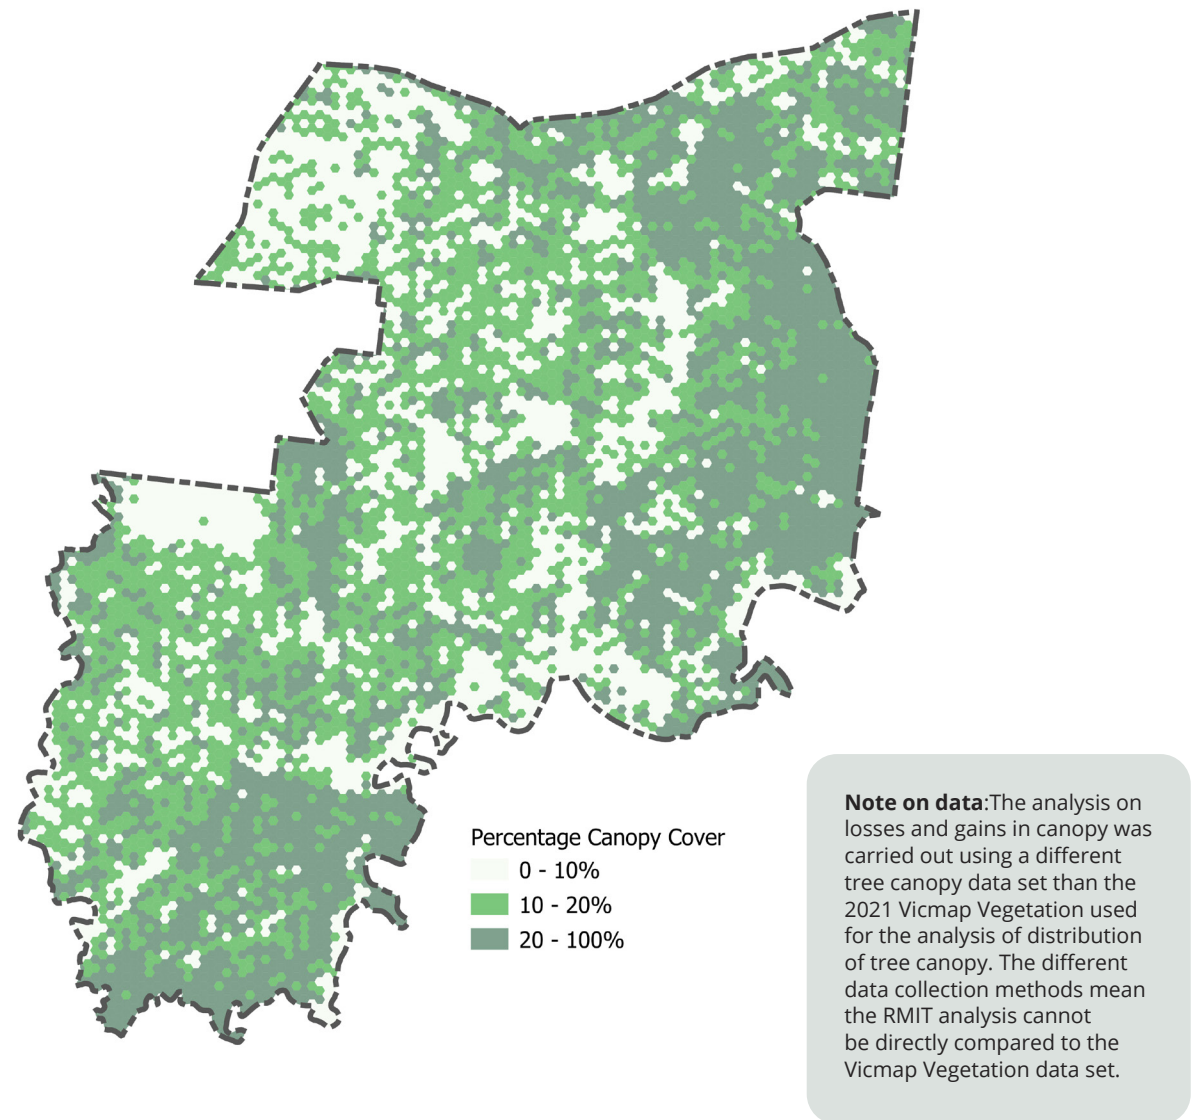 Percentage Canopy Cover
0 - 10%
10 - 20%
20 - 100%
Note on data:The analysis on
losses and gains in canopy was
carried out using a different
tree canopy data set than the
2021 Vicmap Vegetation used
for the analysis of distribution
of tree canopy. The different
data collection methods mean
the RMIT analysis cannot
be directly compared to the
Vicmap Vegetation data set.